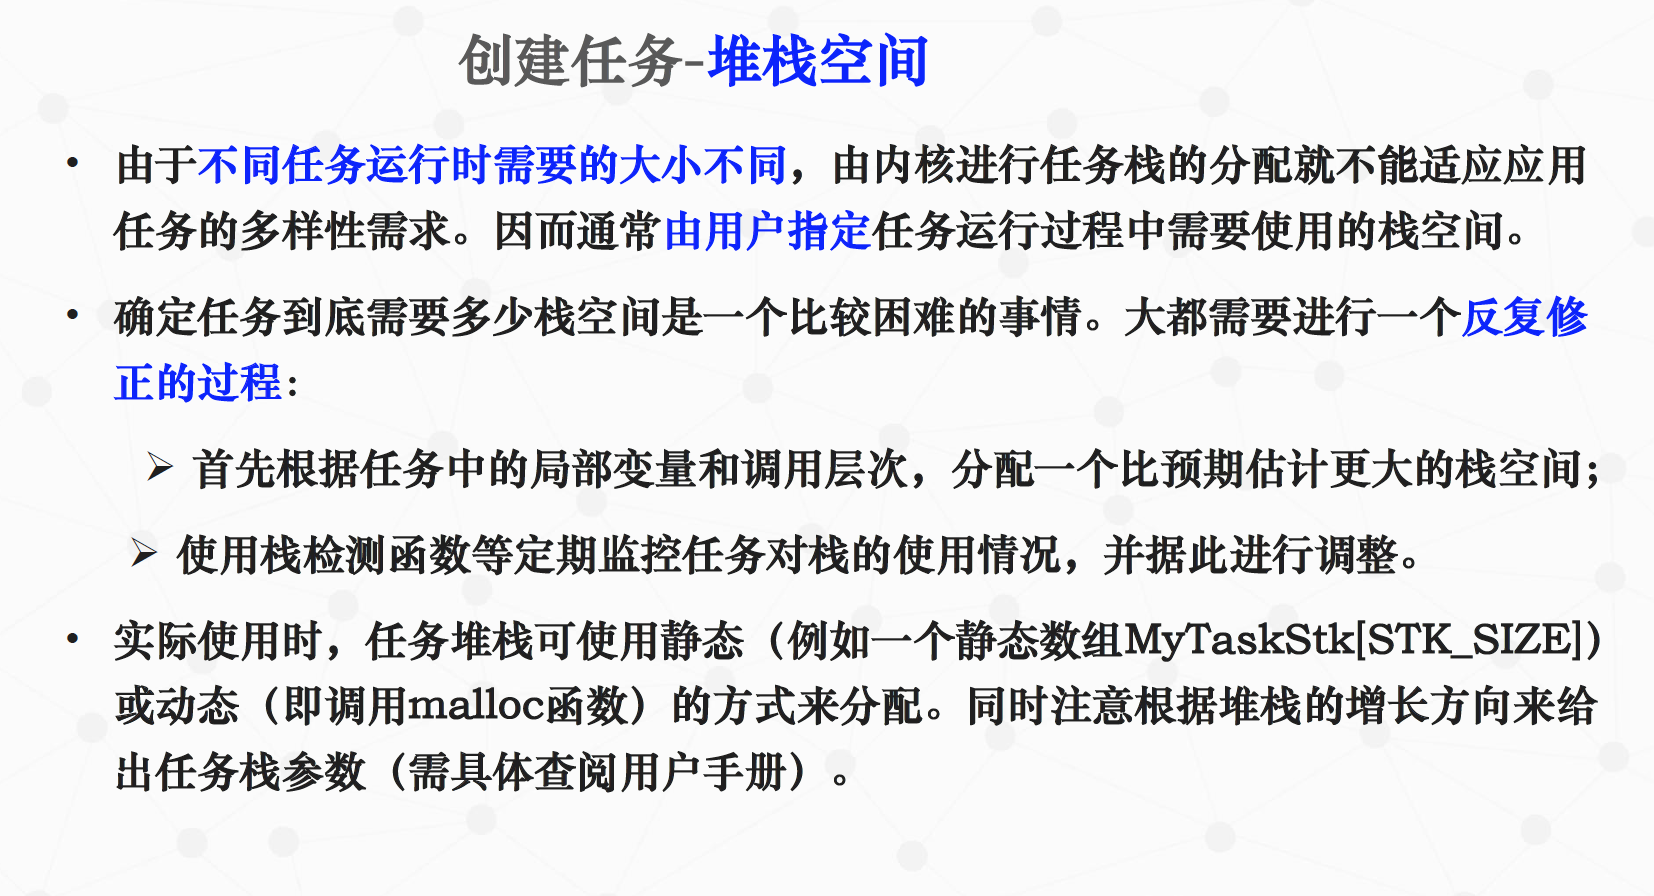 创建任务-堆栈空间
• 由于不同任务运行时需要的大小不同，由内核进行任务栈的分配就不能适应应用
任务的多样性需求。因而通常由用户指定任务运行过程中需要使用的栈空间。
• 确定任务到底需要多少栈空间是一个比较困难的事情。大都需要进行一个反复修
正的过程：
➢ 首先根据任务中的局部变量和调用层次，分配一个比预期估计更大的栈空间；
➢ 使用栈检测函数等定期监控任务对栈的使用情况，并据此进行调整。
• 实际使用时，任务堆栈可使用静态（例如一个静态数组MyTaskStk[STK_SIZE]）
或动态（即调用malloc函数）的方式来分配。同时注意根据堆栈的增长方向来给
出任务栈参数（需具体查阅用户手册）。